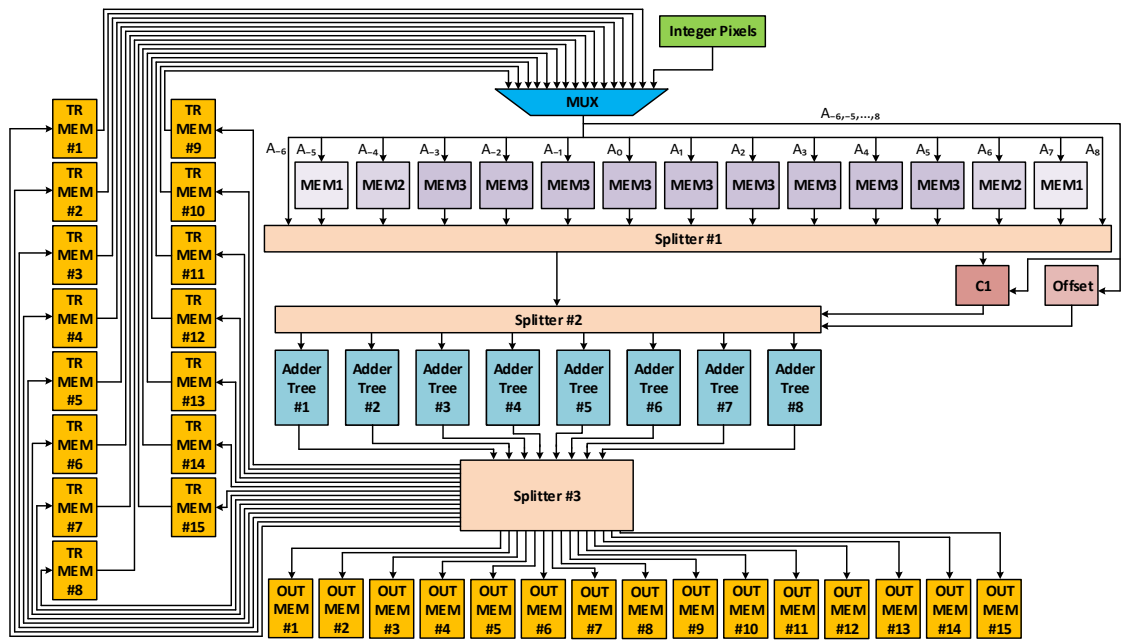 Integer Pixels
MUX
A₋₆,₋₅,...,₈
A₋₆
A₋₅
A₋₄
A₋₃
A₋₂
A₋₁
A₀
A₁
A₂
A₃
A₄
A₅
A₆
A₇
A₈
MEM1
MEM2
MEM3
MEM3
MEM3
MEM3
MEM3
MEM3
MEM3
MEM3
MEM3
MEM2
MEM1
Splitter #1
C1
Offset
Splitter #2
Adder
Tree
#1
Adder
Tree
#2
Adder
Tree
#3
Adder
Tree
#4
Adder
Tree
#5
Adder
Tree
#6
Adder
Tree
#7
Adder
Tree
#8
Splitter #3
TR
MEM
#1
TR
MEM
#2
TR
MEM
#3
TR
MEM
#4
TR
MEM
#5
TR
MEM
#6
TR
MEM
#7
TR
MEM
#8
TR
MEM
#9
TR
MEM
#10
TR
MEM
#11
TR
MEM
#12
TR
MEM
#13
TR
MEM
#14
TR
MEM
#15
OUT
MEM
#1
OUT
MEM
#2
OUT
MEM
#3
OUT
MEM
#4
OUT
MEM
#5
OUT
MEM
#6
OUT
MEM
#7
OUT
MEM
#8
OUT
MEM
#9
OUT
MEM
#10
OUT
MEM
#11
OUT
MEM
#12
OUT
MEM
#13
OUT
MEM
#14
OUT
MEM
#15